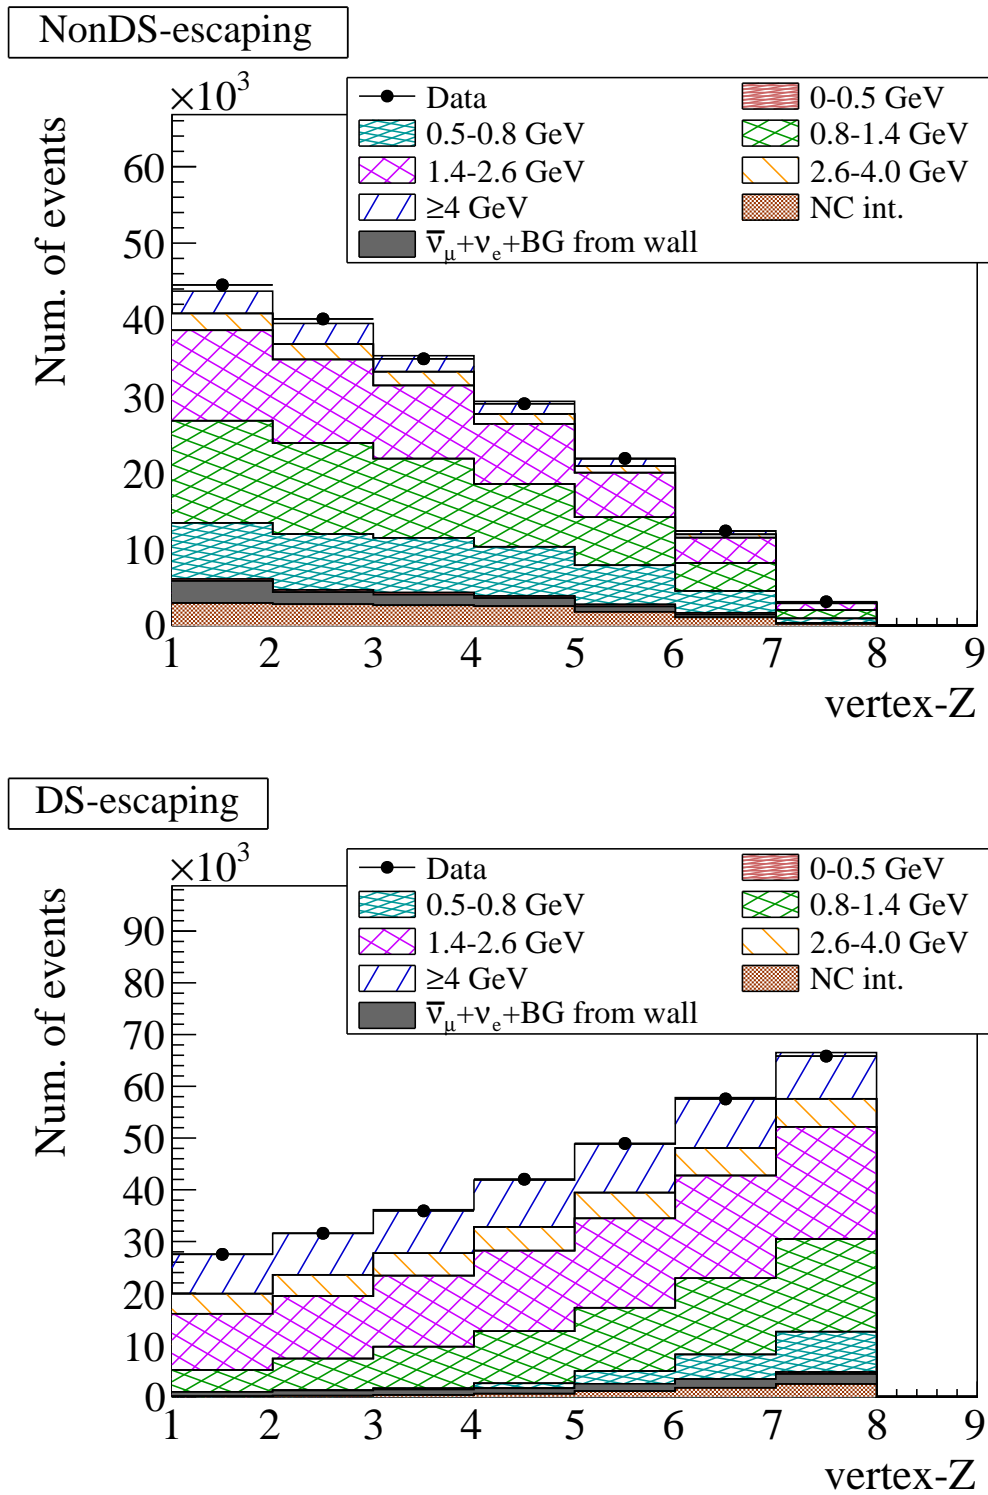 NonDS-escaping
×10³
Data
0-0.5 GeV
0.5-0.8 GeV
0.8-1.4 GeV
1.4-2.6 GeV
2.6-4.0 GeV
≥4 GeV
NC int.
ν̅μ+νe+BG from wall
Num. of events
60
50
40
30
20
10
0
1 2 3 4 5 6 7 8 9
vertex-Z
DS-escaping
×10³
Data
0-0.5 GeV
0.5-0.8 GeV
0.8-1.4 GeV
1.4-2.6 GeV
2.6-4.0 GeV
≥4 GeV
NC int.
ν̅μ+νe+BG from wall
Num. of events
90
80
70
60
50
40
30
20
10
0
1 2 3 4 5 6 7 8 9
vertex-Z